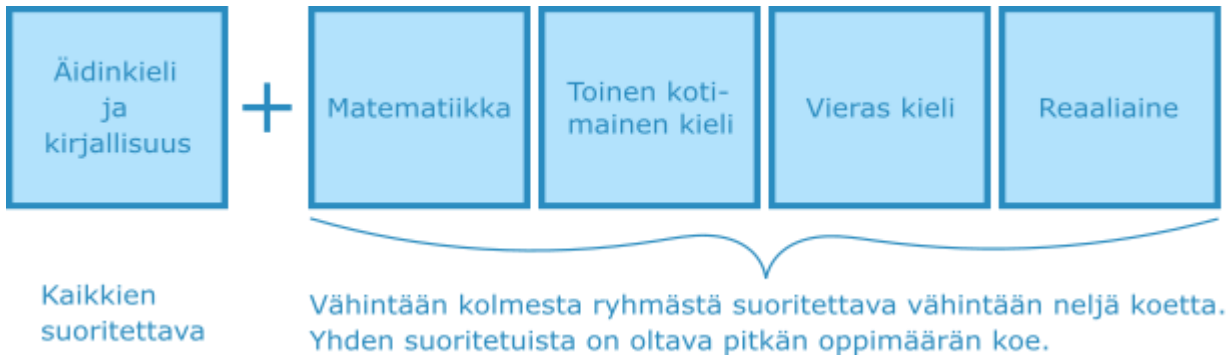 Äidinkieli
ja
kirjallisuus
+
Matematiikka
Toinen koti-
mainen kieli
Vieras kieli
Reaaliaine
Kaikkien
suoritettava
Vähintään kolmesta ryhmästä suoritettava vähintään neljä koetta.
Yhden suoritetuista on oltava pitkän oppimäärän koe.